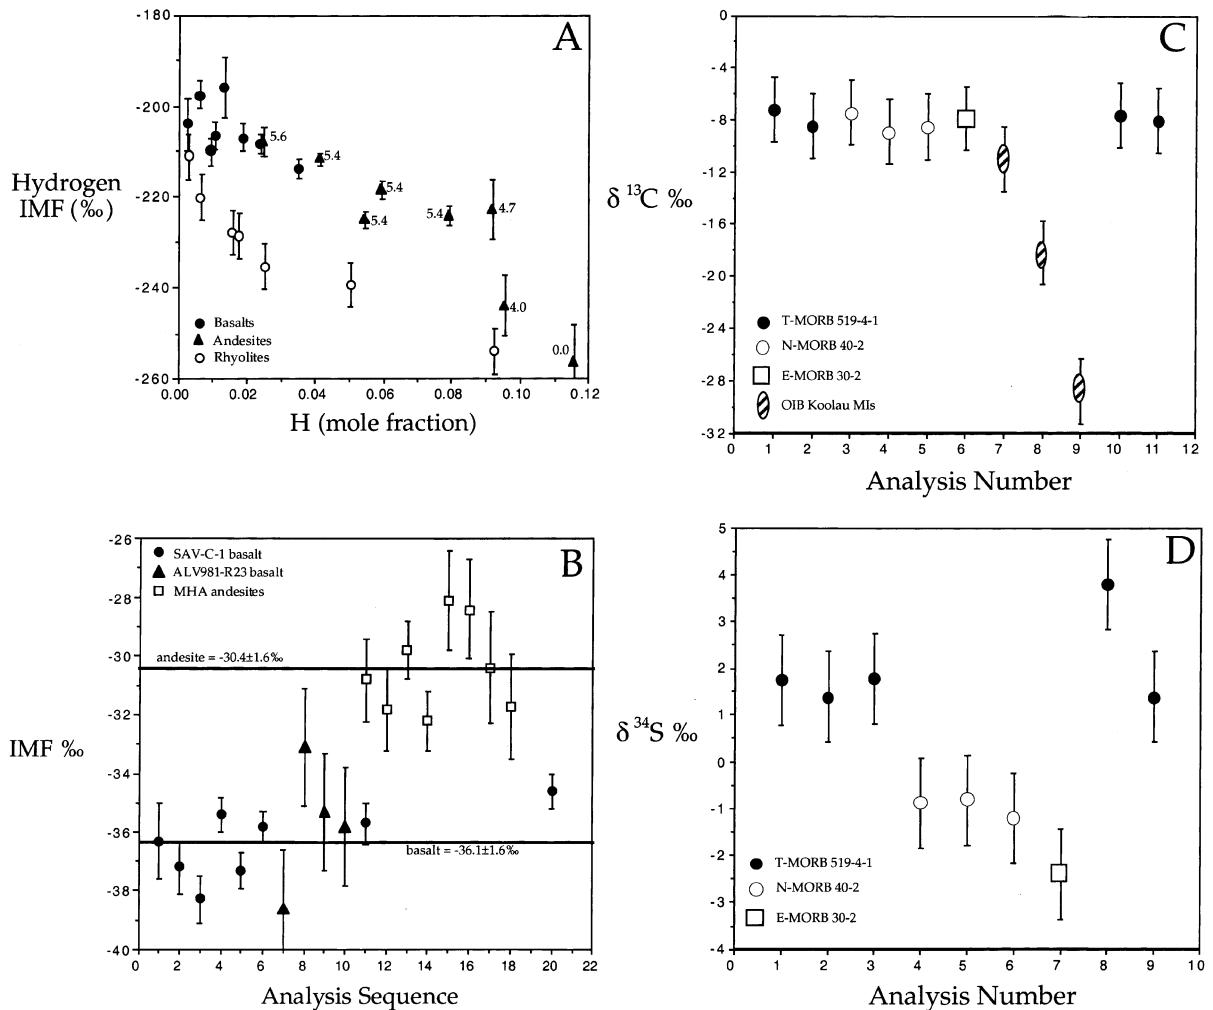 A
-180
-200
-220
-240
-260
Hydrogen
IMF (‰)
5.6
5.4
5.4
5.4
5.4
4.7
4.0
0.0
Basalts
Andesites
Rhyolites
0.00 0.02 0.04 0.06 0.08 0.10 0.12
H (mole fraction)
C
0
-4
-8
-12
-16
-20
-24
-28
-32
δ 13C ‰
T-MORB 519-4-1
N-MORB 40-2
E-MORB 30-2
OIB Koolau MIs
0 1 2 3 4 5 6 7 8 9 10 11 12
Analysis Number
B
-26
-28
-30
-32
-34
-36
-38
-40
IMF ‰
SAV-C-1 basalt
ALV981-R23 basalt
MHA andesites
andesite = -30.4±1.6‰
basalt = -36.1±1.6‰
0 2 4 6 8 10 12 14 16 18 20 22
Analysis Sequence
D
5
4
3
2
1
0
-1
-2
-3
-4
δ 34S ‰
T-MORB 519-4-1
N-MORB 40-2
E-MORB 30-2
0 1 2 3 4 5 6 7 8 9 10
Analysis Number